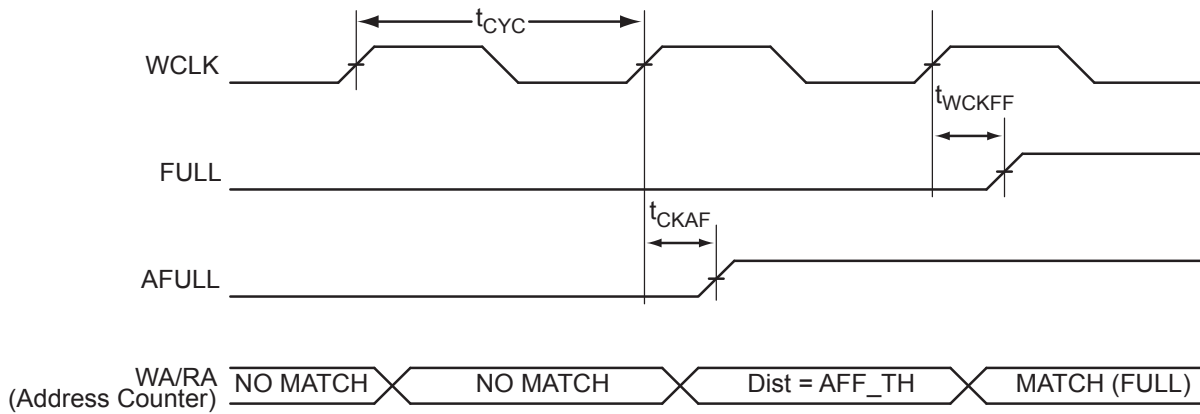 tCYC
WCLK
tWCKFF
FULL
tCKAF
AFULL
WA/RA
(Address Counter)
NO MATCH
NO MATCH
Dist = AFF_TH
MATCH (FULL)